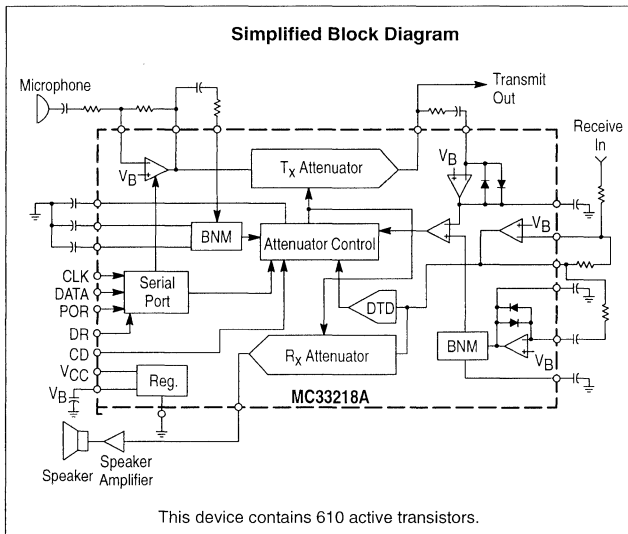 Simplified Block Diagram
Microphone
Transmit
Out
Receive
In
VB
Tx Attenuator
VB
BNM
Attenuator Control
VB
CLK
DATA
POR
DR
CD
VCC
VB
Serial
Port
DTD
Rx Attenuator
BNM
VB
Reg.
MC33218A
Speaker
Speaker
Amplifier
This device contains 610 active transistors.